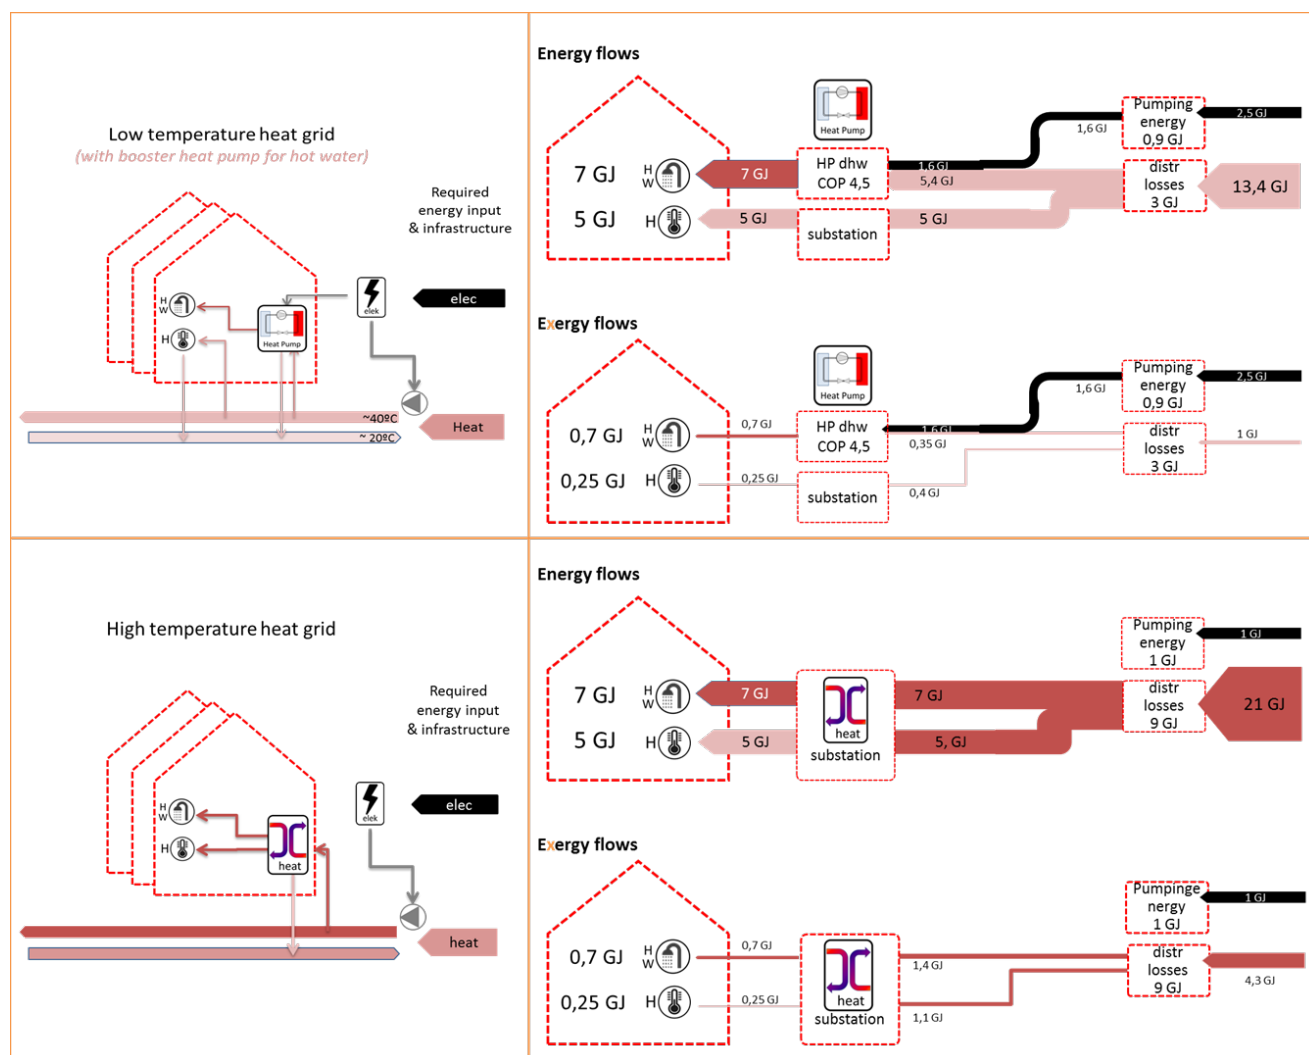 Low temperature heat grid
(with booster heat pump for hot water)
Required
energy input
& infrastructure
elec
elek
H
W
H
Heat Pump
~40ºC
~ 20ºC
Heat
Energy flows
Heat Pump
7 GJ
H
W
7 GJ
HP dhw
COP 4,5
1,6 GJ
5,4 GJ
1,6 GJ
Pumping
energy
0,9 GJ
2,5 GJ
5 GJ
H
5 GJ
substation
5 GJ
distr
losses
3 GJ
13,4 GJ
Exergy flows
Heat Pump
0,7 GJ
H
W
0,7 GJ
HP dhw
COP 4,5
1,6 GJ
0,35 GJ
1,6 GJ
Pumping
energy
0,9 GJ
2,5 GJ
0,25 GJ
H
0,25 GJ
substation
0,4 GJ
distr
losses
3 GJ
1 GJ
High temperature heat grid
Required
energy input
& infrastructure
elec
elek
H
W
H
heat
heat
Energy flows
7 GJ
H
W
7 GJ
7 GJ
5 GJ
H
5 GJ
heat
substation
5, GJ
Pumping
energy
1 GJ
1 GJ
distr
losses
9 GJ
21 GJ
Exergy flows
0,7 GJ
H
W
0,7 GJ
1,4 GJ
0,25 GJ
H
0,25 GJ
heat
substation
1,1 GJ
Pumpinge
nergy
1 GJ
1 GJ
distr
losses
9 GJ
4,3 GJ